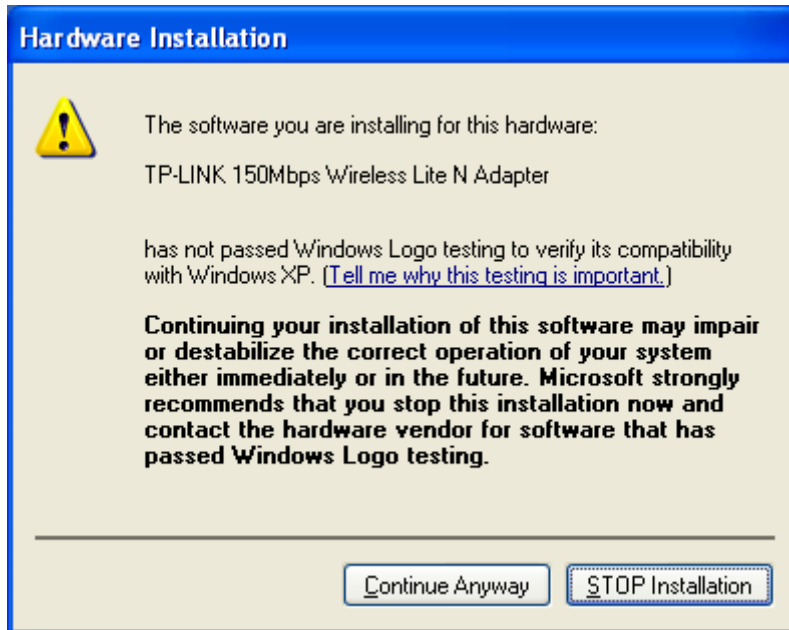 Hardware Installation
The software you are installing for this hardware:
TP-LINK 150Mbps Wireless Lite N Adapter
has not passed Windows Logo testing to verify its compatibility
with Windows XP. (Tell me why this testing is important.)
Continuing your installation of this software may impair
or destabilize the correct operation of your system
either immediately or in the future. Microsoft strongly
recommends that you stop this installation now and
contact the hardware vendor for software that has
passed Windows Logo testing.
Continue Anyway
STOP Installation